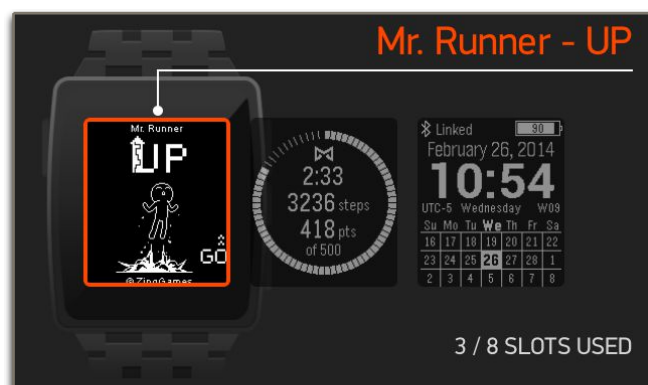 Mr. Runner - UP
Mr. Runner
UP
GO
© ZingGames
2:33
3236 steps
418 pts
of 500
Linked 90
February 26, 2014
10:54
UTC-5 Wednesday W09
Su Mo Tu We Th Fr Sa
16 17 18 19 20 21 22
23 24 25 26 27 28 1
2 3 4 5 6 7 8
3 / 8 SLOTS USED